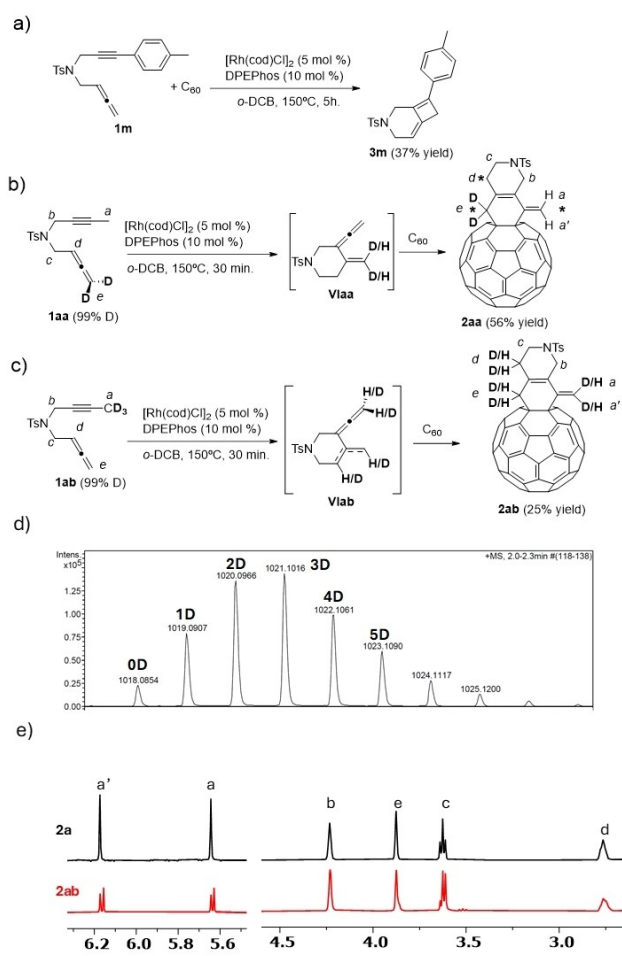 a)
TsN
1m
+ C60
[Rh(cod)Cl]2 (5 mol %)
DPEPhos (10 mol %)
o-DCB, 150ºC, 5h.
TsN
3m (37% yield)
b)
b
TsN
c
d
D
D
e
1aa (99% D)
[Rh(cod)Cl]2 (5 mol %)
DPEPhos (10 mol %)
o-DCB, 150ºC, 30 min.
TsN
D/H
D/H
VIaa
C60
c
NTs
d
*
b
D
e
*
D
H
a
*
H
a'
2aa (56% yield)
c)
b
a
CD3
TsN
d
c
e
1ab (99% D)
[Rh(cod)Cl]2 (5 mol %)
DPEPhos (10 mol %)
o-DCB, 150ºC, 30 min.
H/D
H/D
TsN
H/D
H/D
VIab
C60
D/H
c
NTs
d
D/H
b
D/H
e
D/H
D/H
a
D/H
a'
2ab (25% yield)
d)
Intens.
x10^5
+MS, 2.0-2.3min #(118-138)
1.25
1.00
0.75
0.50
0.25
0.00
0D
1018.0854
1D
1019.0907
2D
1020.0966
1021.1016
3D
4D
1022.1061
5D
1023.1090
1024.1117
1025.1200
e)
a' a b e c d
2a
2ab
6.2 6.0 5.8 5.6 4.5 4.0 3.5 3.0